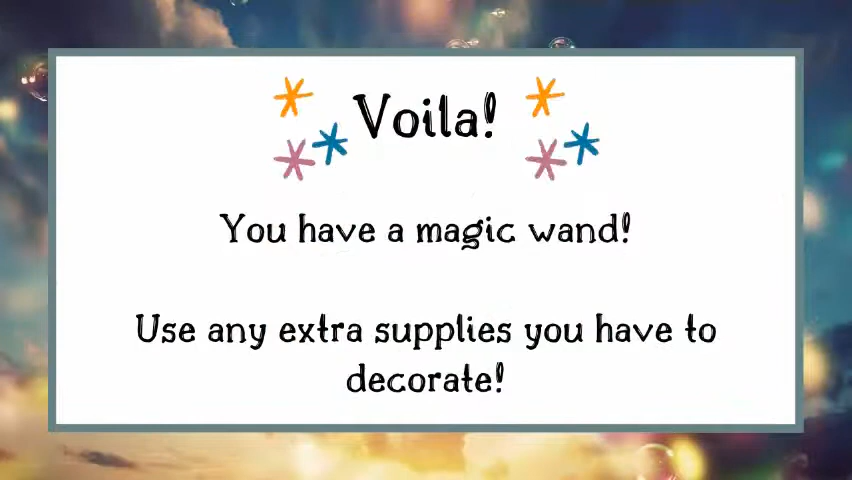 Voila!
You have a magic wand!
Use any extra supplies you have to
decorate!